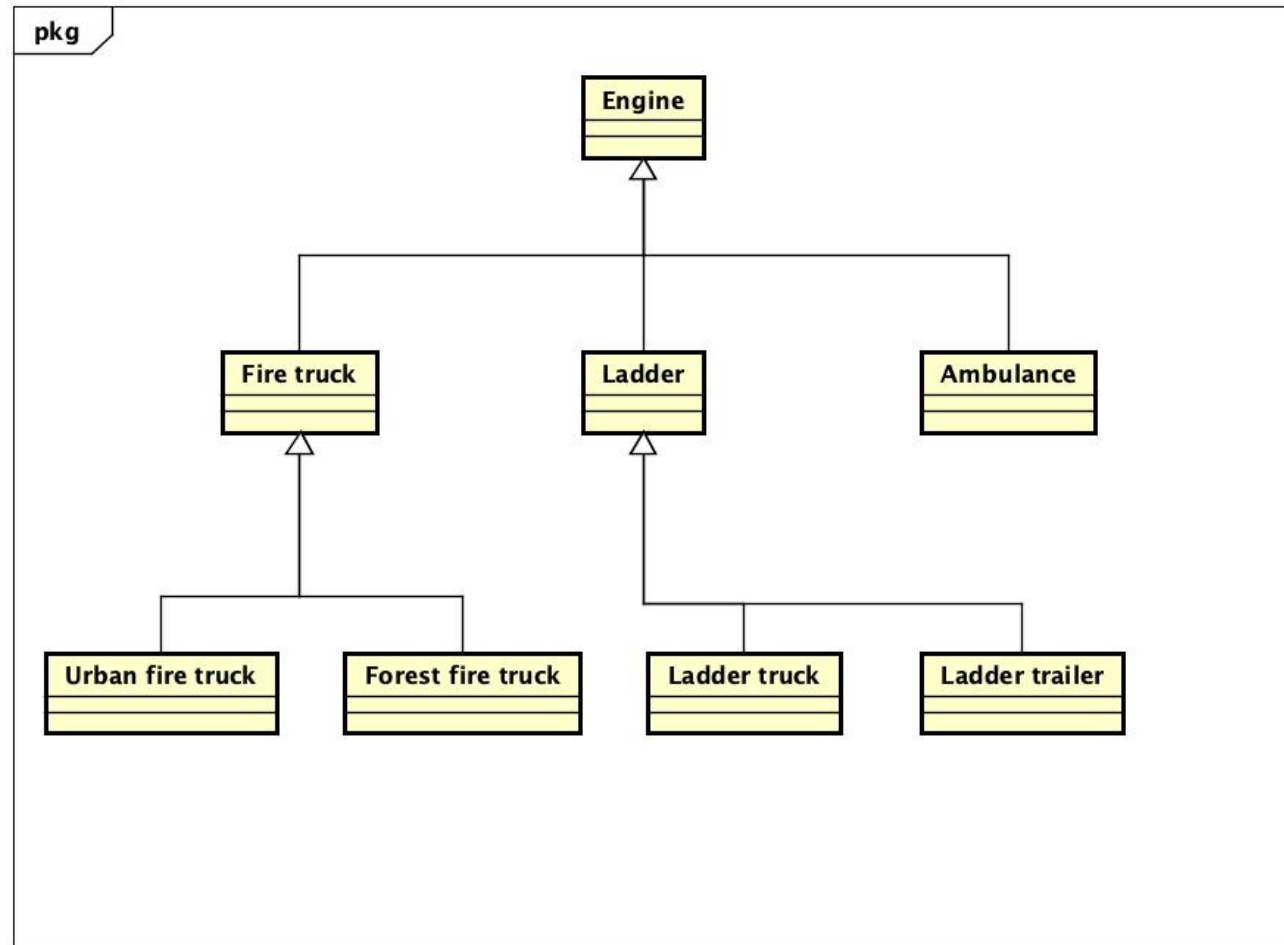 pkg
Engine
Fire truck
Ladder
Ambulance
Urban fire truck
Forest fire truck
Ladder truck
Ladder trailer